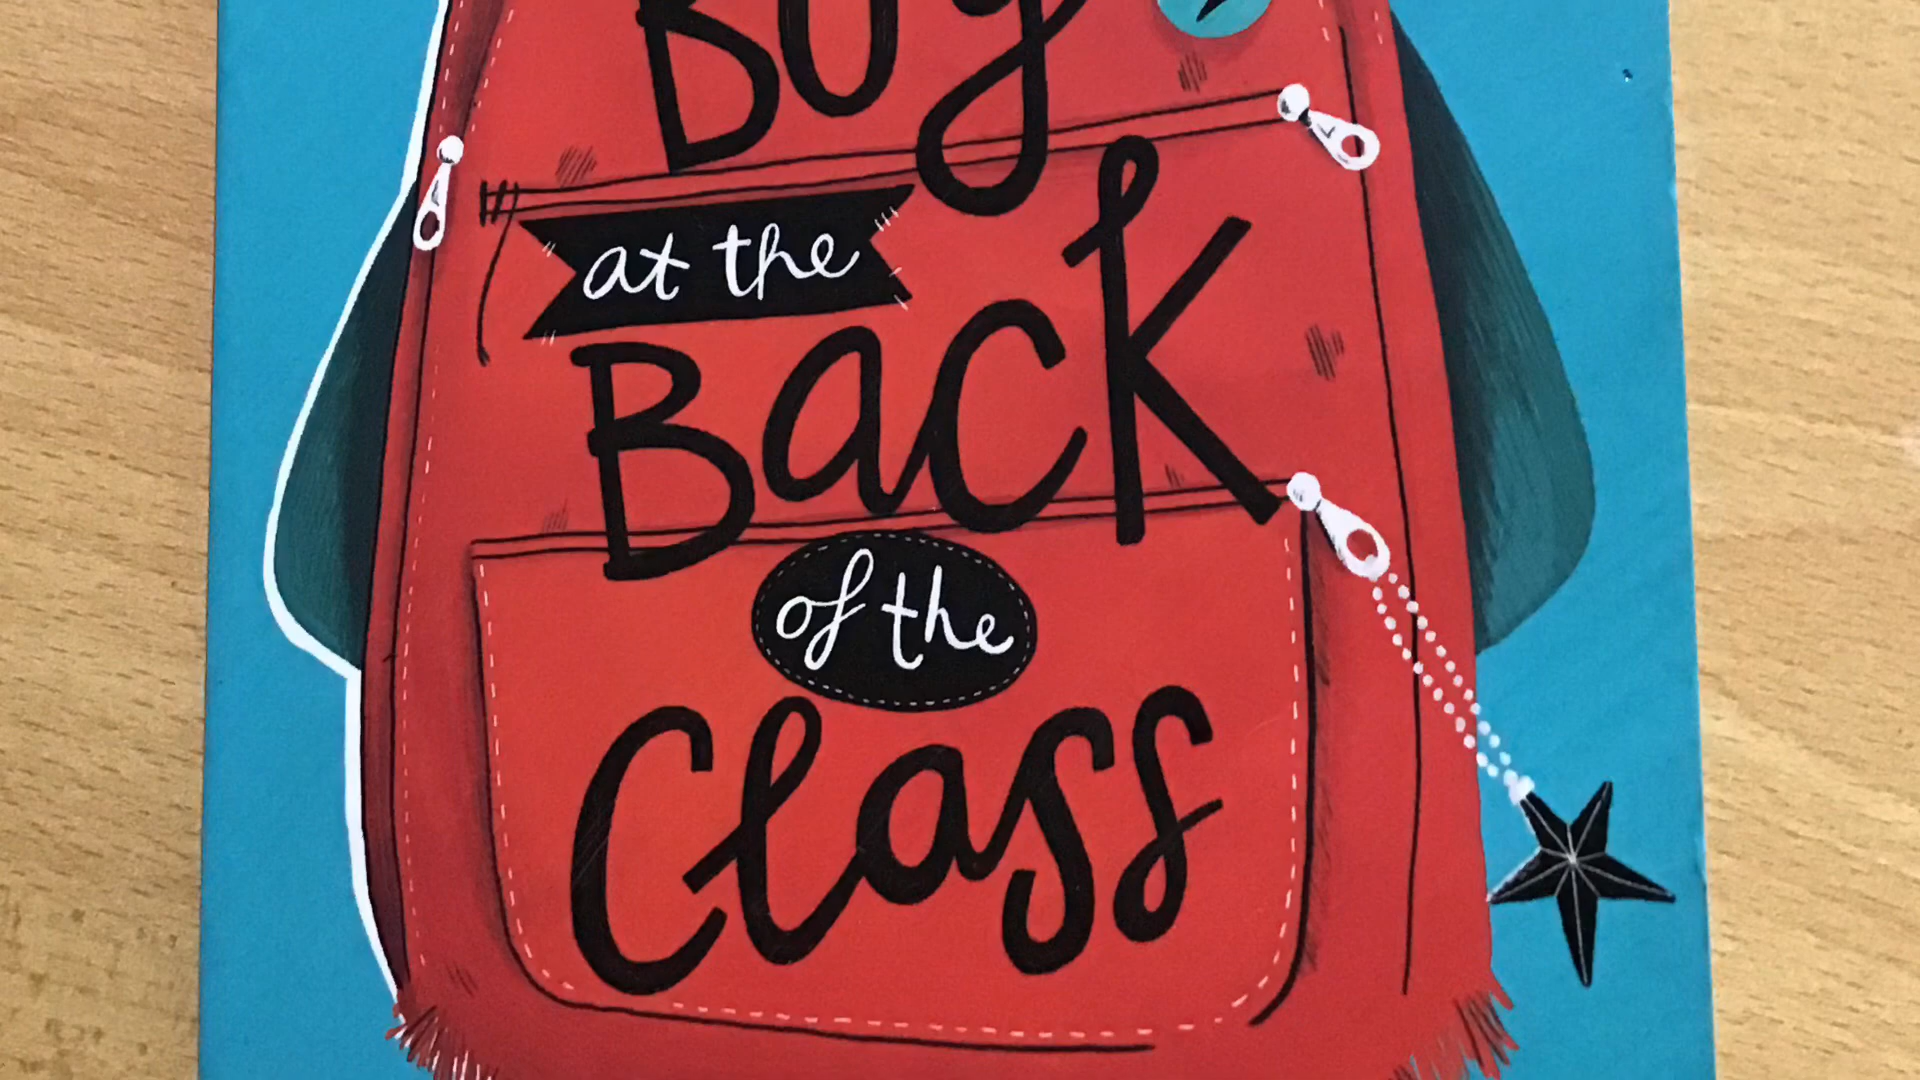 Boy
at the
Back
of the
Class